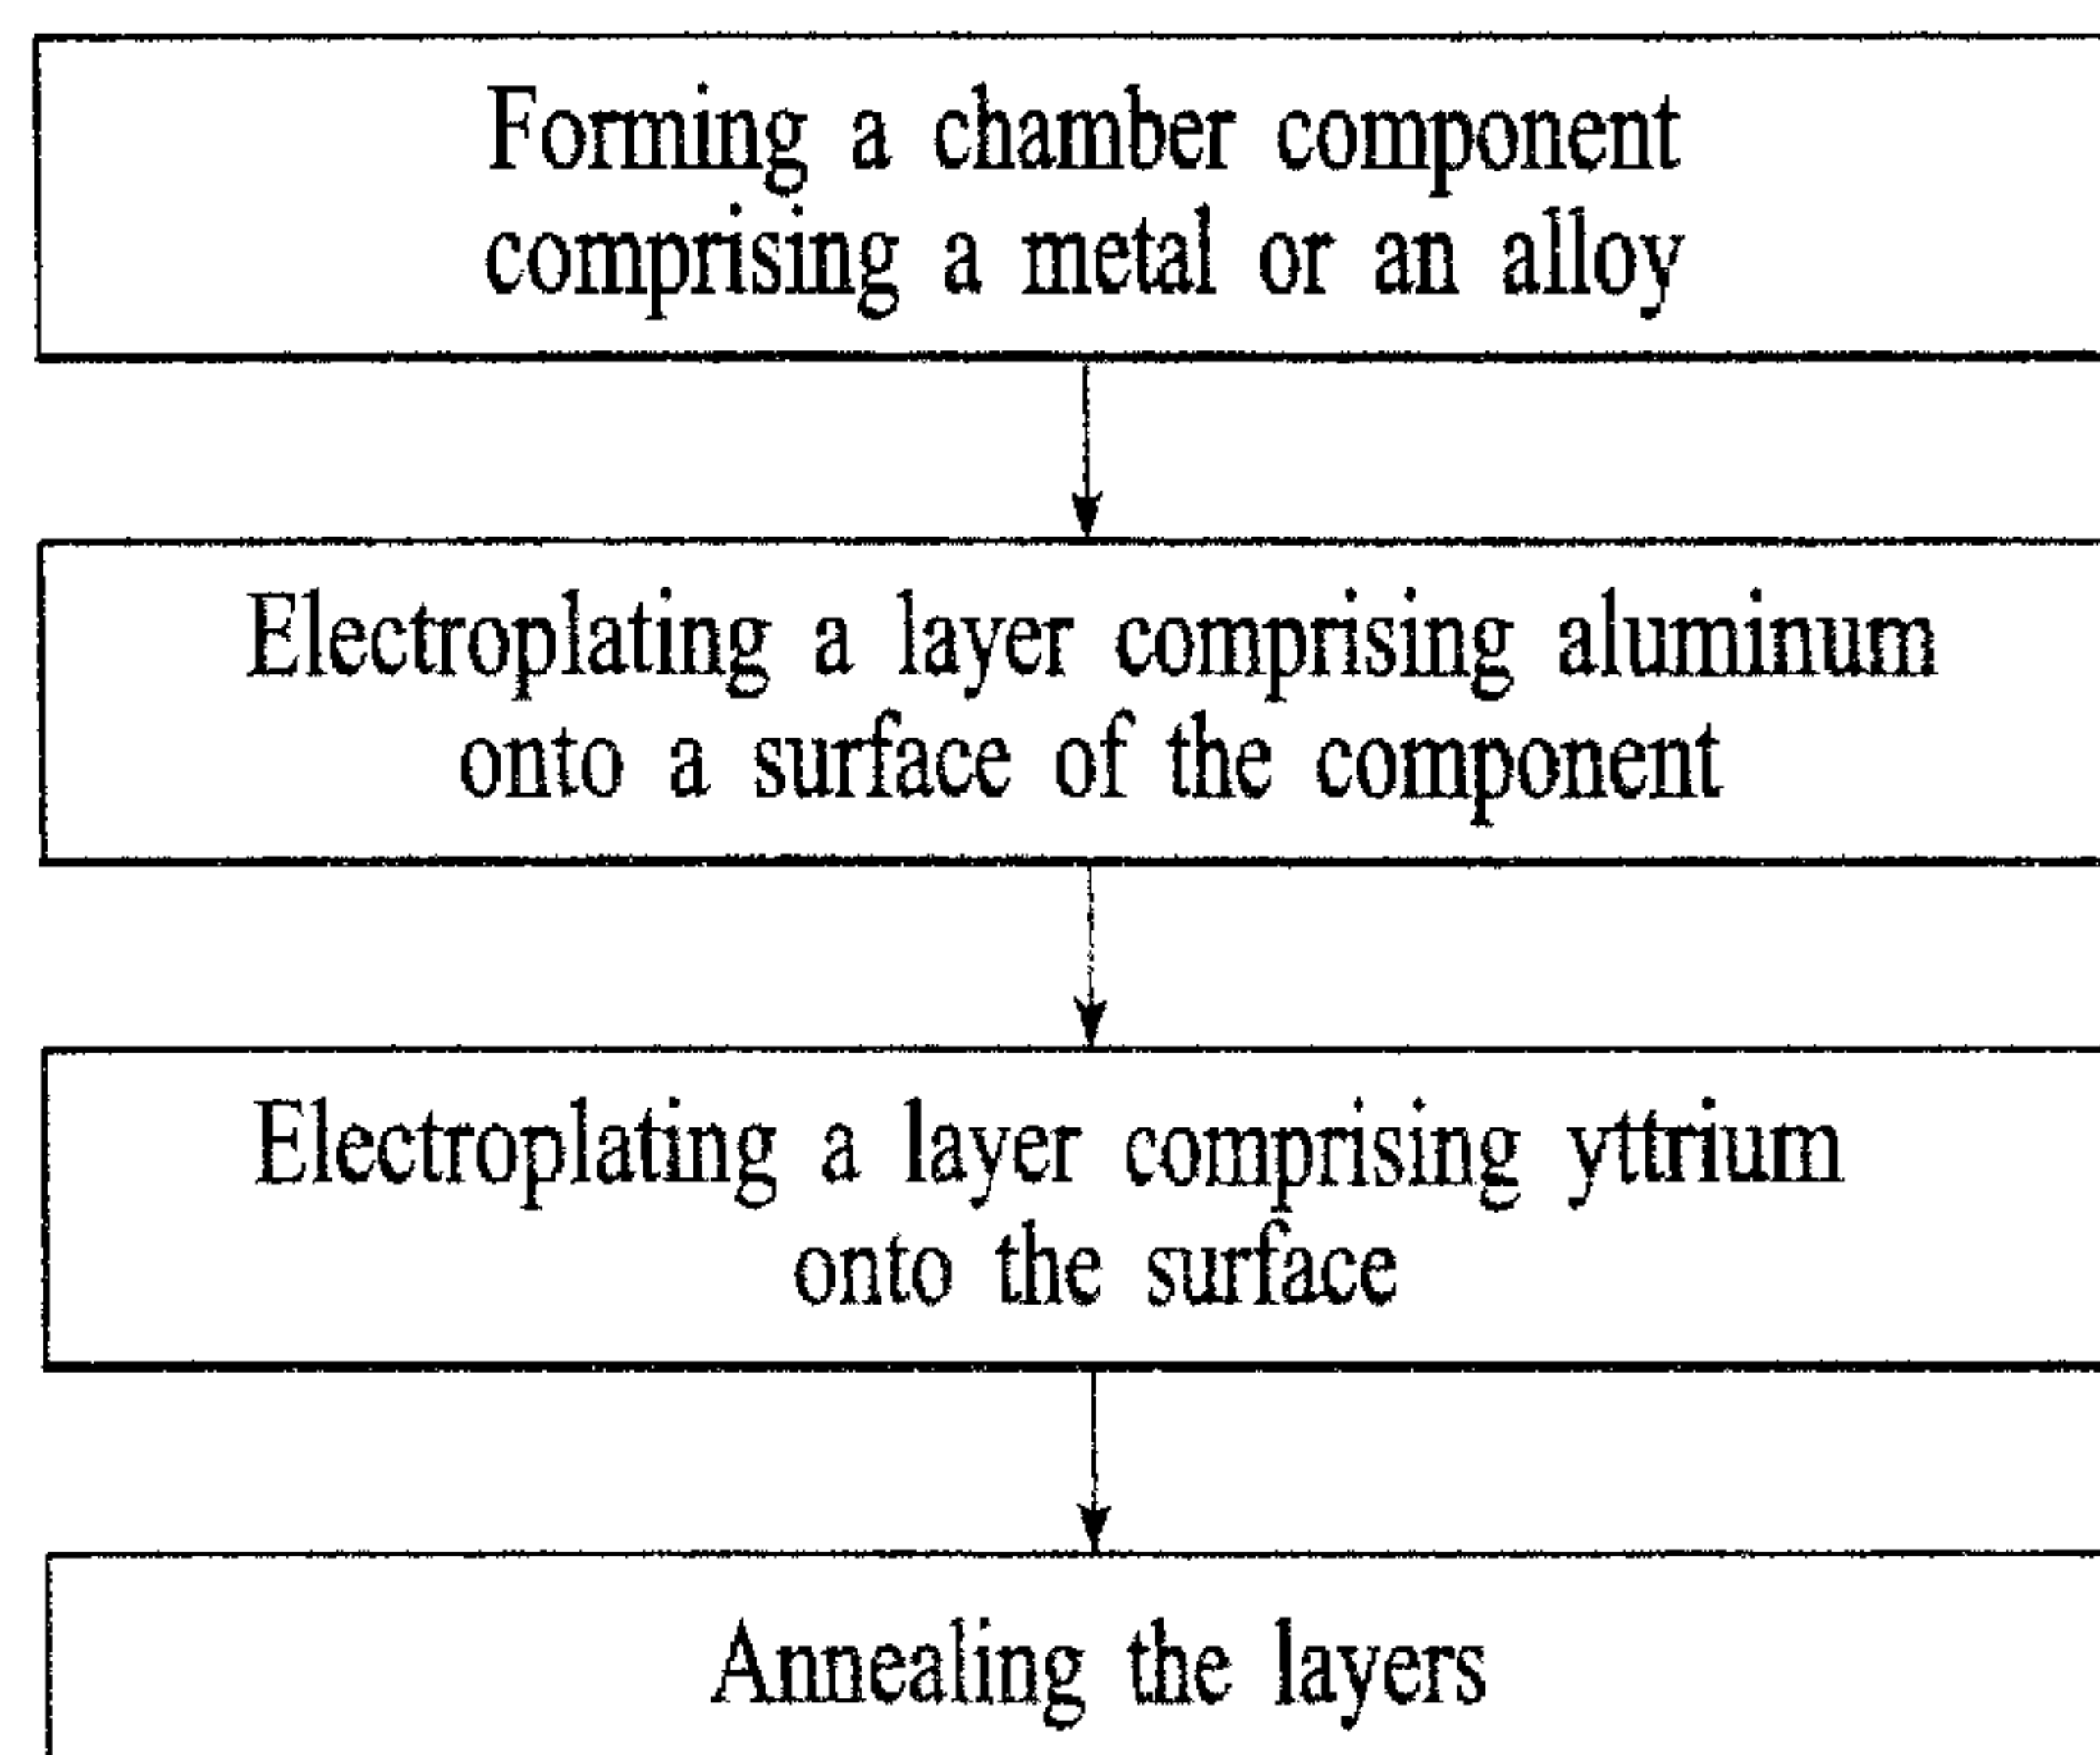 Forming a chamber component
comprising a metal or an alloy
Electroplating a layer comprising aluminum
onto a surface of the component
Electroplating a layer comprising yttrium
onto the surface
Annealing the layers